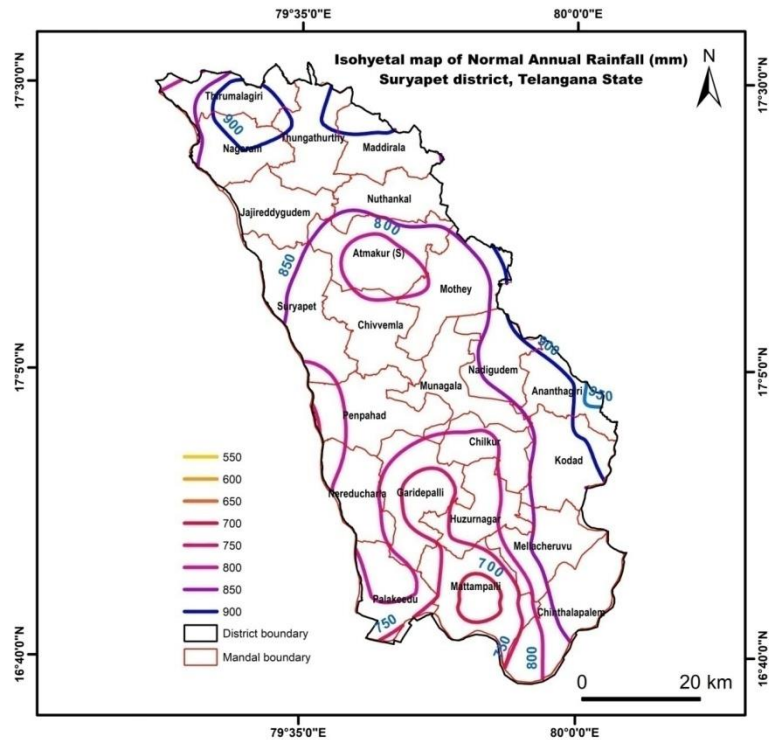 79°35'0"E
80°0'0"E
Isohyetal map of Normal Annual Rainfall (mm)
Suryapet district, Telangana State
N
17°30'0"N
17°30'0"N
Thirumalagiri
900
Nagaram
Thungathurthy
Maddirala
Nuthankal
Jajireddygudem
800
Atmakur (S)
850
Mothey
Suryapet
Chivvemla
900
17°5'0"N
17°5'0"N
Nadigudem
Munagala
Ananthagiri
950
Penpahad
Chilkur
Kodad
Nereducharla
Garidepalli
Huzurnagar
Mellacheruvu
700
Mattampalli
Palakeedu
Chinthalapalem
750
750
800
550
600
650
700
750
800
850
900
District boundary
Mandal boundary
16°40'0"N
16°40'0"N
0
20 km
79°35'0"E
80°0'0"E